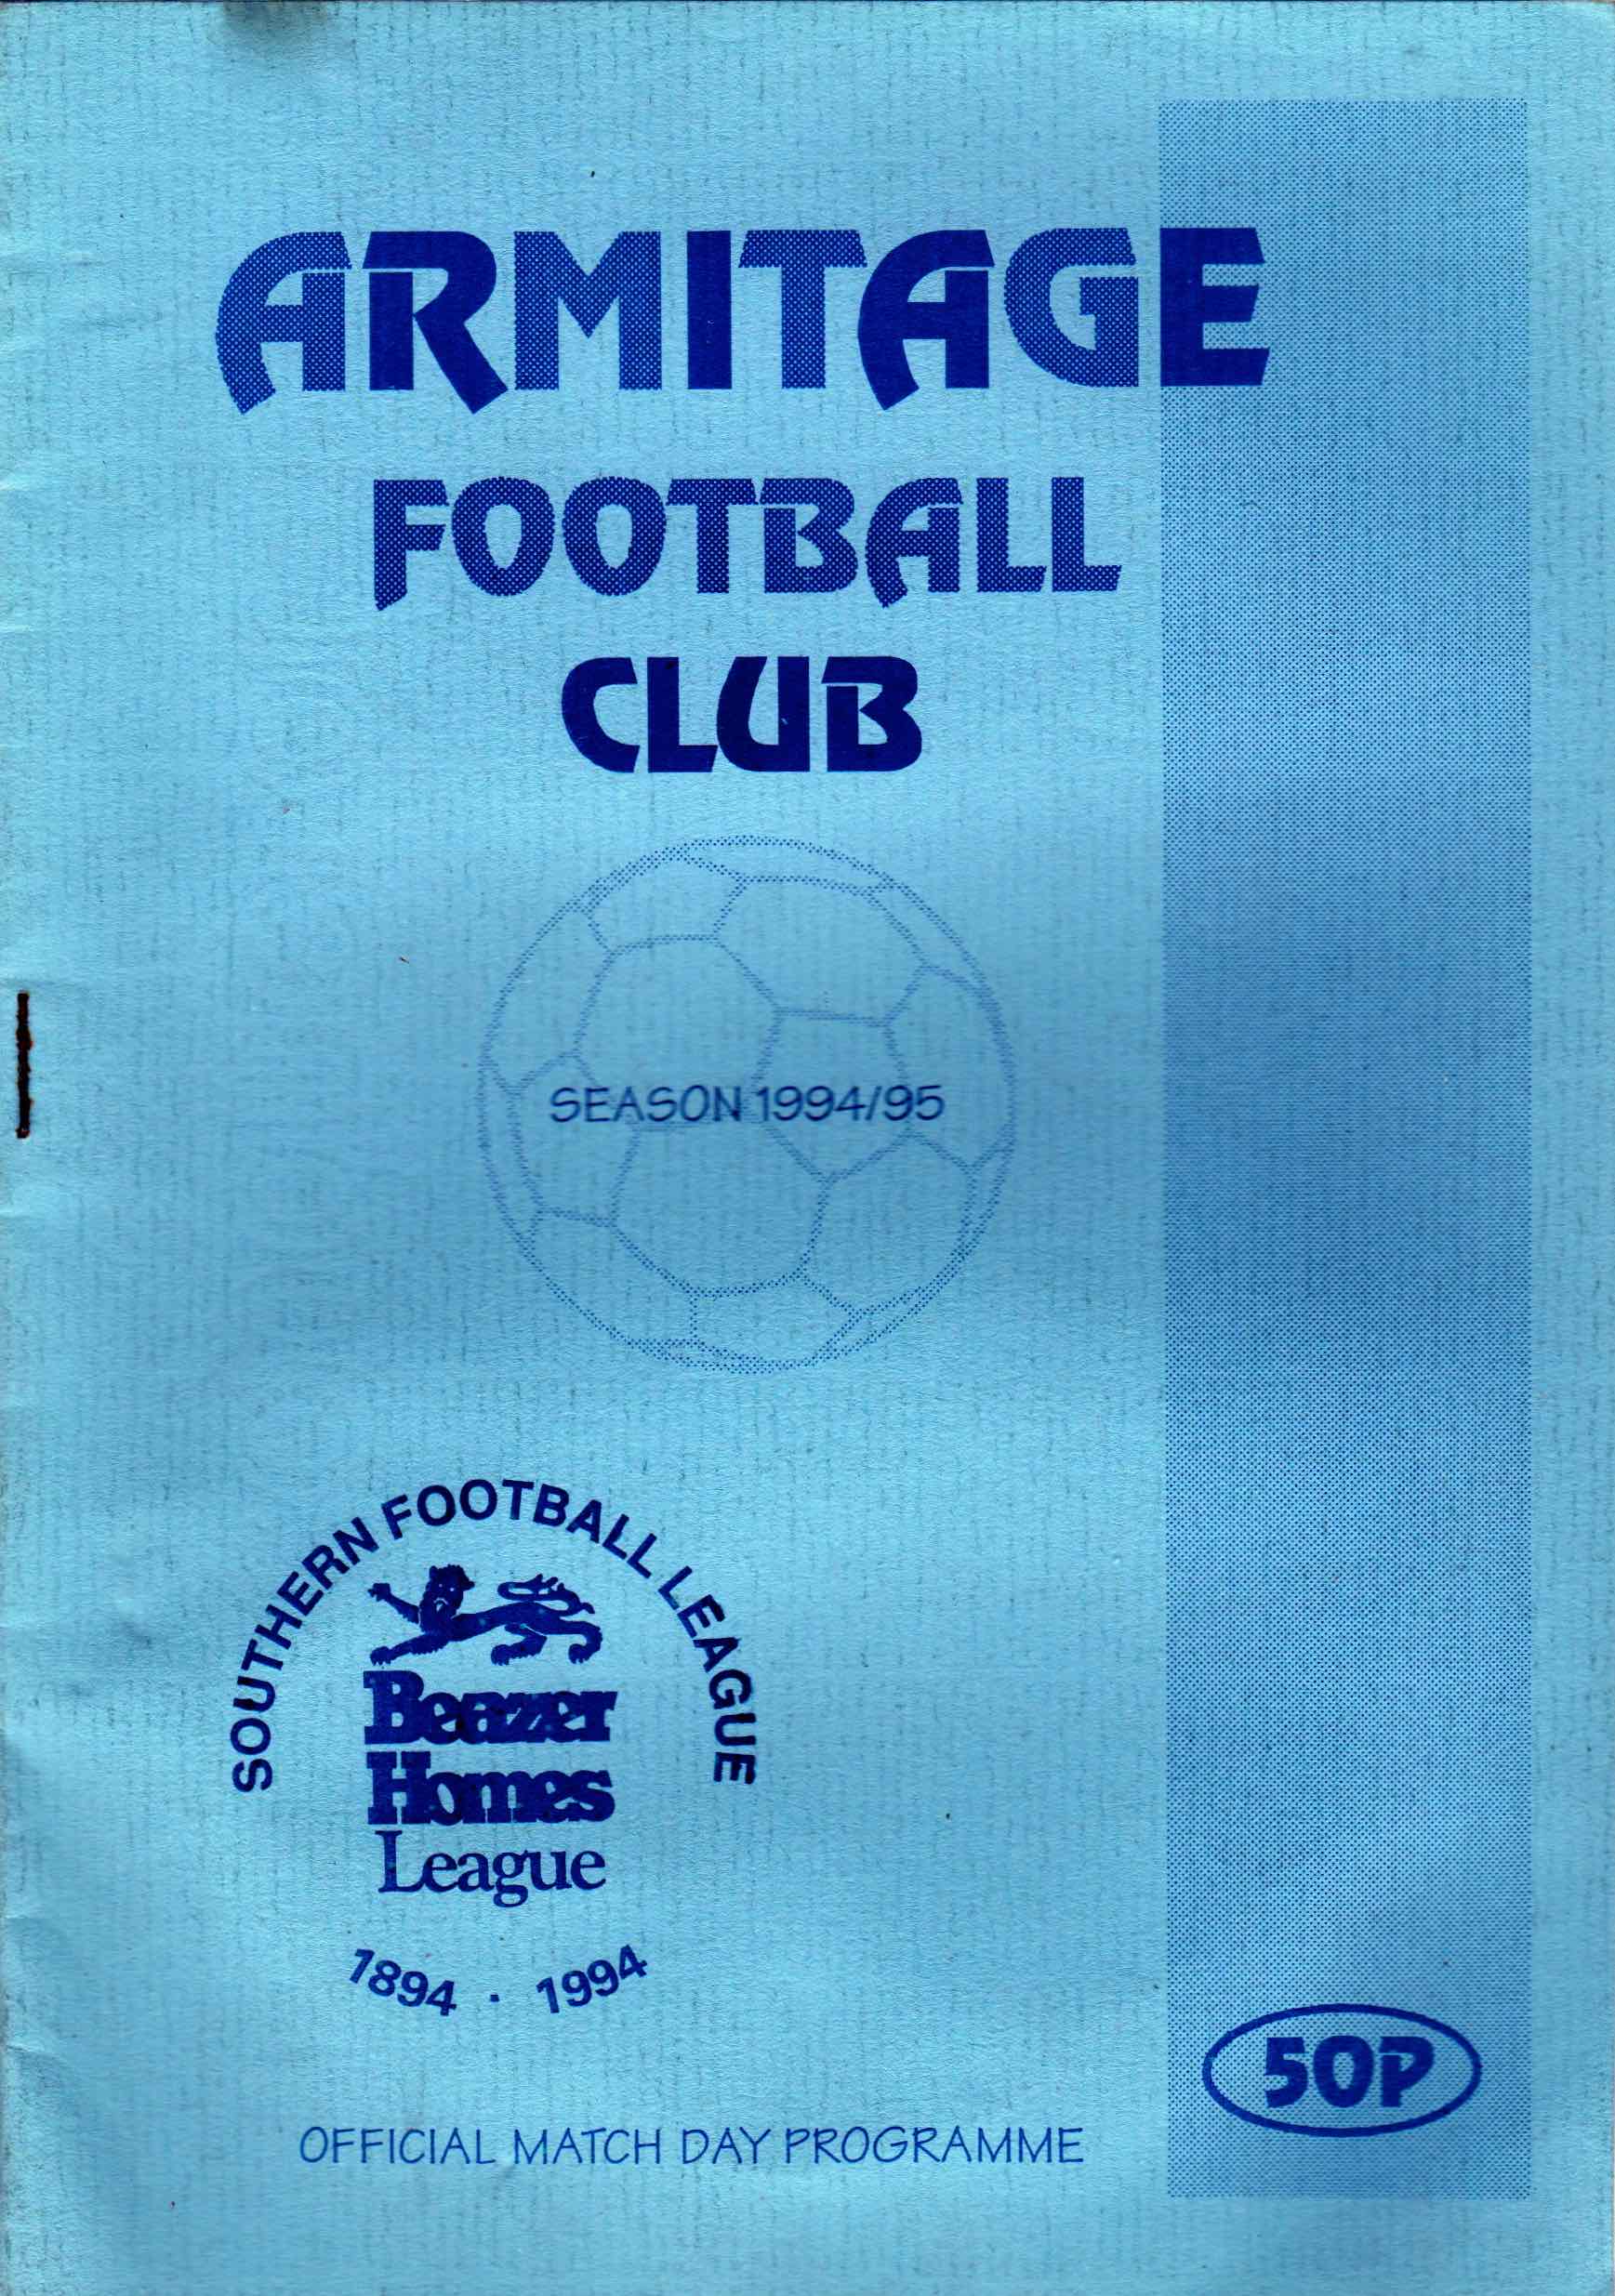 ARMITAGE
FOOTBALL
CLUB
SEASON 1994/95
SOUTHERN FOOTBALL LEAGUE
Beazer
Homes
League
1894 · 1994
50P
OFFICIAL MATCH DAY PROGRAMME